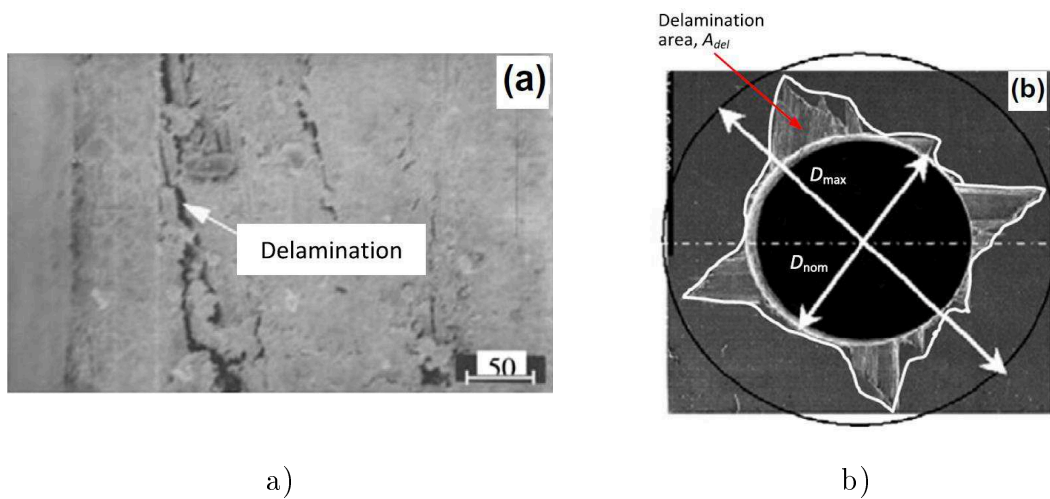 (a)
Delamination
50
Delamination
area, A_del
(b)
D_max
D_nom
a)
b)